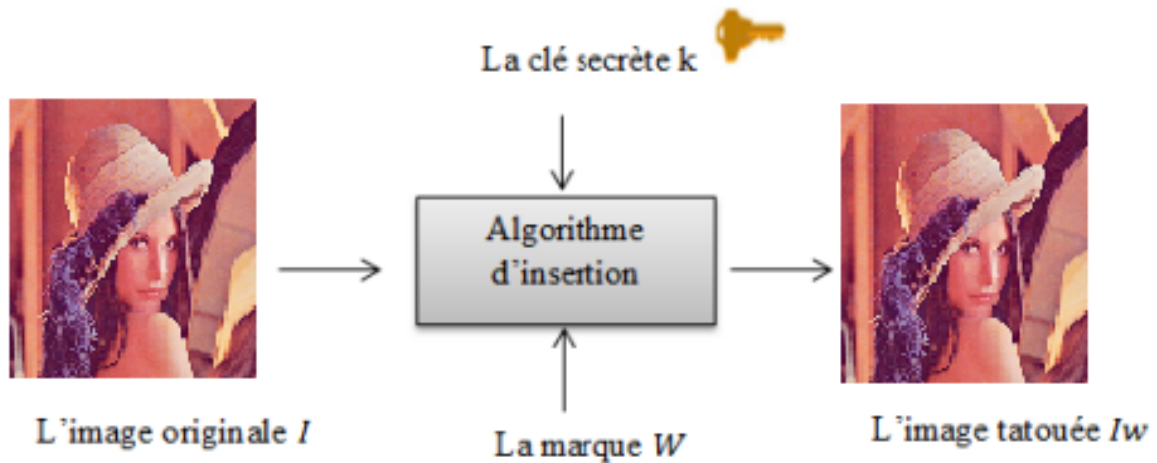 La clé secrète k
Algorithme
d'insertion
L'image originale I
La marque W
L'image tatouée Iw